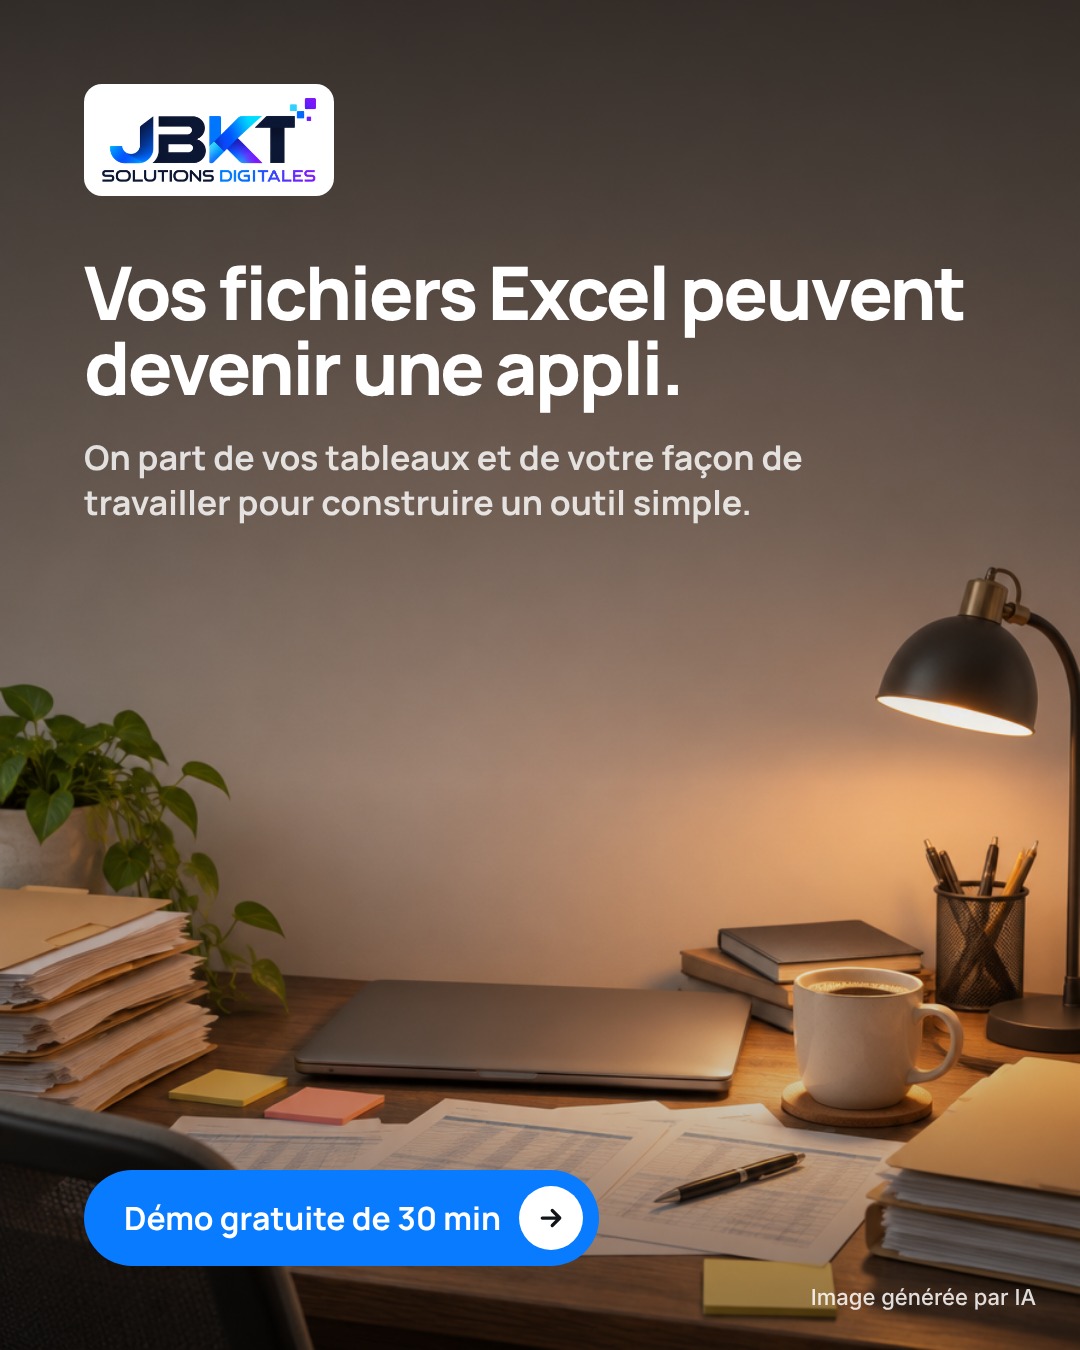 JBKT
SOLUTIONS DIGITALES
Vos fichiers Excel peuvent
devenir une appli.
On part de vos tableaux et de votre façon de
travailler pour construire un outil simple.
Démo gratuite de 30 min
Image générée par IA